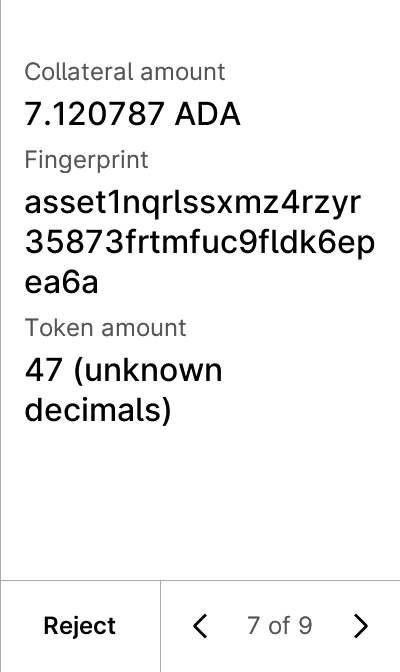 Collateral amount
7.120787 ADA
Fingerprint
asset1nqrlssxmz4rzyr
35873frtmfuc9fldk6ep
ea6a
Token amount
47 (unknown
decimals)
Reject
7 of 9